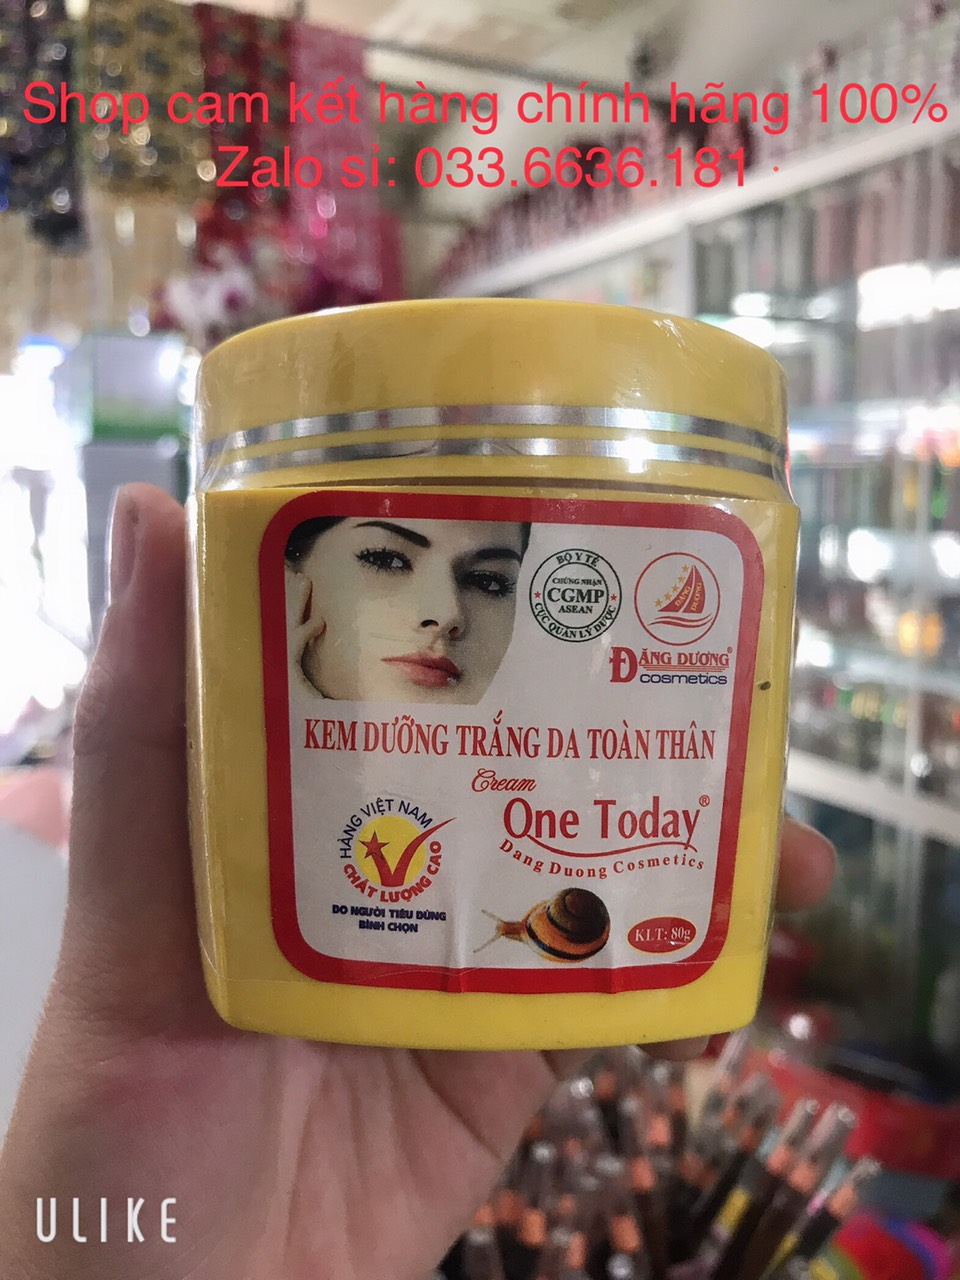 Shop cam kết hàng chính hãng 100%
Zalo sỉ: 033.6636.181
BỘ Y TẾ
CHỨNG NHẬN
CGMP
ASEAN
CỤC QUẢN LÝ DƯỢC
ĐĂNG DƯƠNG
ĐĂNG DƯƠNG®
cosmetics
KEM DƯỠNG TRẮNG DA TOÀN THÂN
Cream
One Today®
Dang Duong Cosmetics
HÀNG VIỆT NAM
CHẤT LƯỢNG CAO
DO NGƯỜI TIÊU DÙNG
BÌNH CHỌN
KLT: 80g
ULIKE